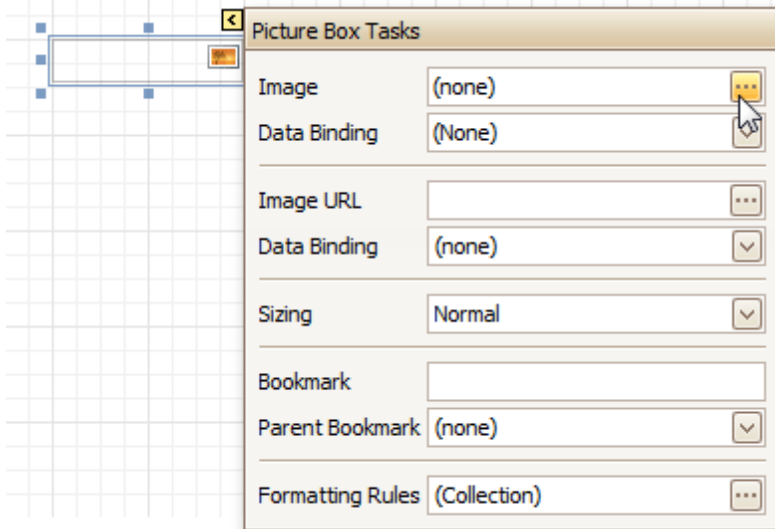 Picture Box Tasks
Image (none)
Data Binding (None)
Image URL
Data Binding (none)
Sizing Normal
Bookmark
Parent Bookmark (none)
Formatting Rules (Collection)